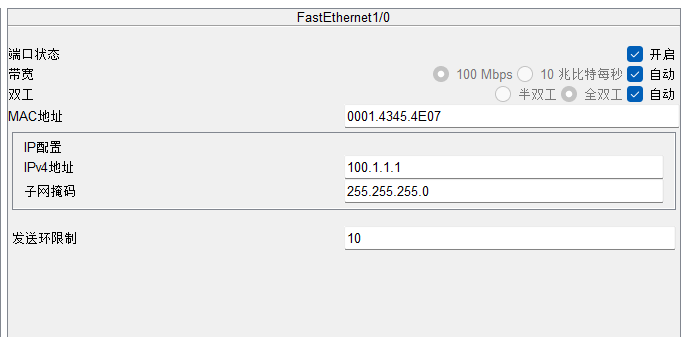 FastEthernet1/0
端口状态 开启
带宽 100 Mbps 10 兆比特每秒 自动
双工 半双工 全双工 自动
MAC地址 0001.4345.4E07
IP配置
IPv4地址 100.1.1.1
子网掩码 255.255.255.0
发送环限制 10